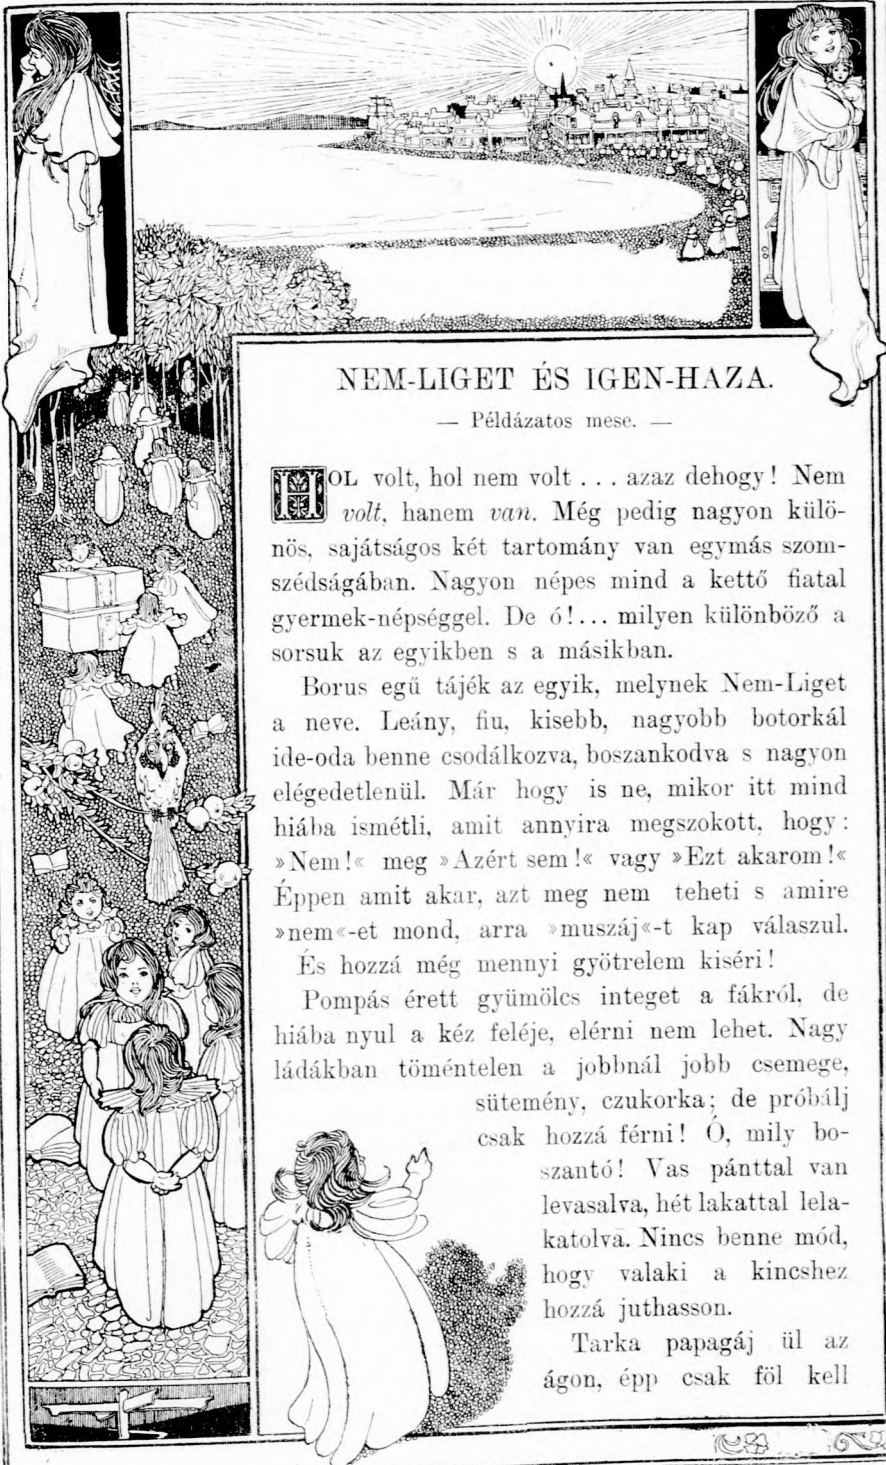 NEM-LIGET ÉS IGEN-HAZA.
— Példázatos mese. —
HOL volt, hol nem volt . . . azaz dehogy! Nem
volt, hanem van. Még pedig nagyon külö-
nös, sajátságos két tartomány van egymás szom-
szédságában. Nagyon népes mind a kettő fiatal
gyermek-népséggel. De ó!... milyen különböző a
sorsuk az egyikben s a másikban.
Borus egű tájék az egyik, melynek Nem-Liget
a neve. Leány, fiu, kisebb, nagyobb botorkál
ide-oda benne csodálkozva, boszankodva s nagyon
elégedetlenül. Már hogy is ne, mikor itt mind
hiába ismétli, amit annyira megszokott, hogy:
»Nem!« meg »Azért sem!« vagy »Ezt akarom!«
Éppen amit akar, azt meg nem teheti s amire
»nem«-et mond, arra »muszáj«-t kap válaszul.
És hozzá még mennyi gyötrelem kiséri!
Pompás érett gyümölcs integet a fákról, de
hiába nyul a kéz feléje, elérni nem lehet. Nagy
ládákban töméntelen a jobbnál jobb csemege,
sütemény, czukorka; de próbálj
csak hozzá férni! Ó, mily bo-
szantó! Vas pánttal van
levasalva, hét lakattal lela-
katolva. Nincs benne mód,
hogy valaki a kincshez
hozzá juthasson.
Tarka papagáj ül az
ágon, épp csak föl kell